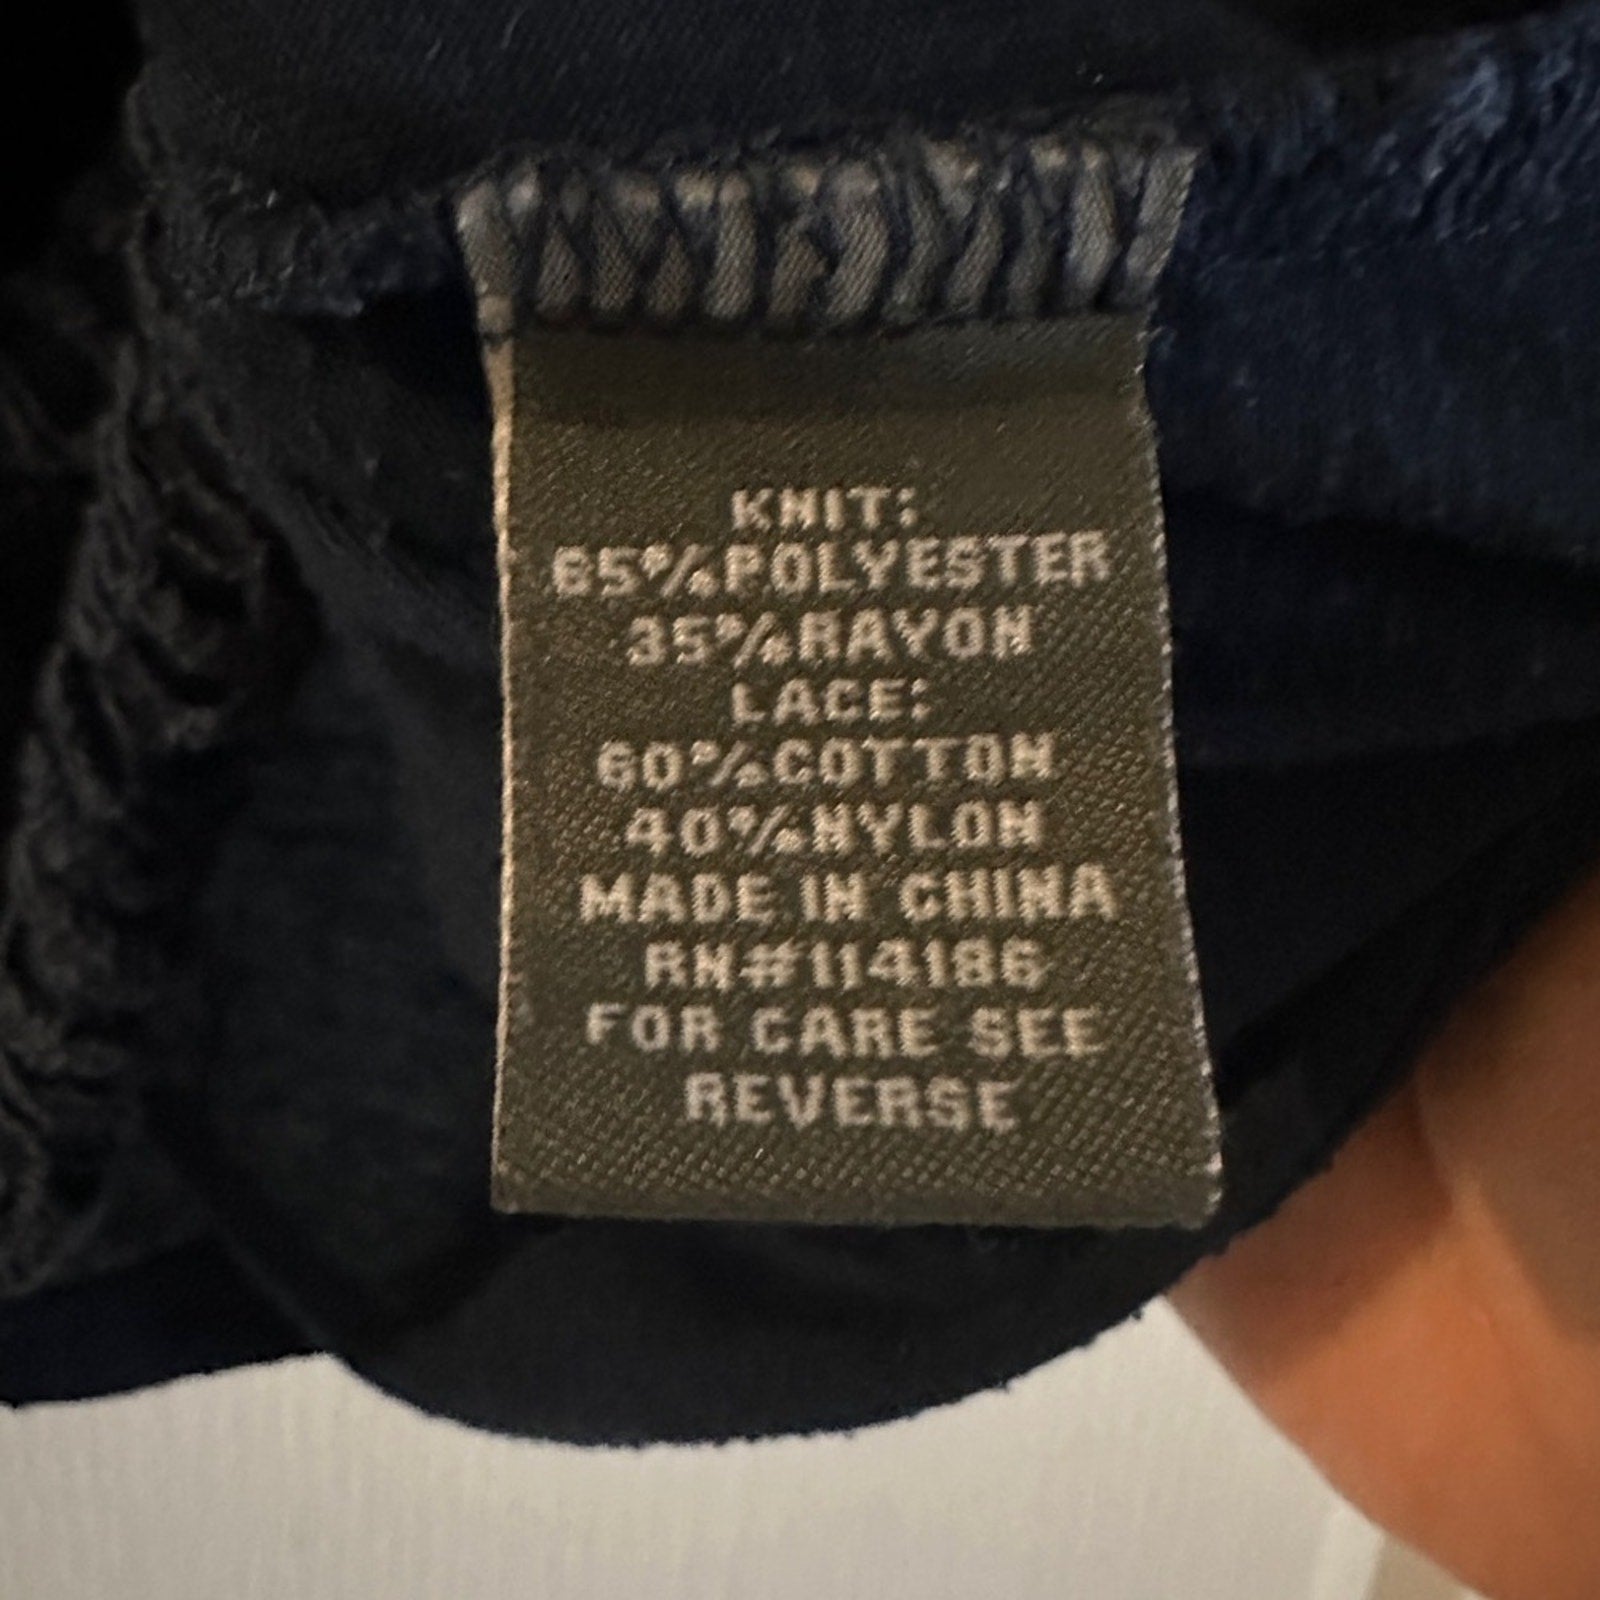 KNIT:
65%POLYESTER
35%RAYON
LACE:
60%COTTON
40%NYLON
MADE IN CHINA
RN#114186
FOR CARE SEE
REVERSE